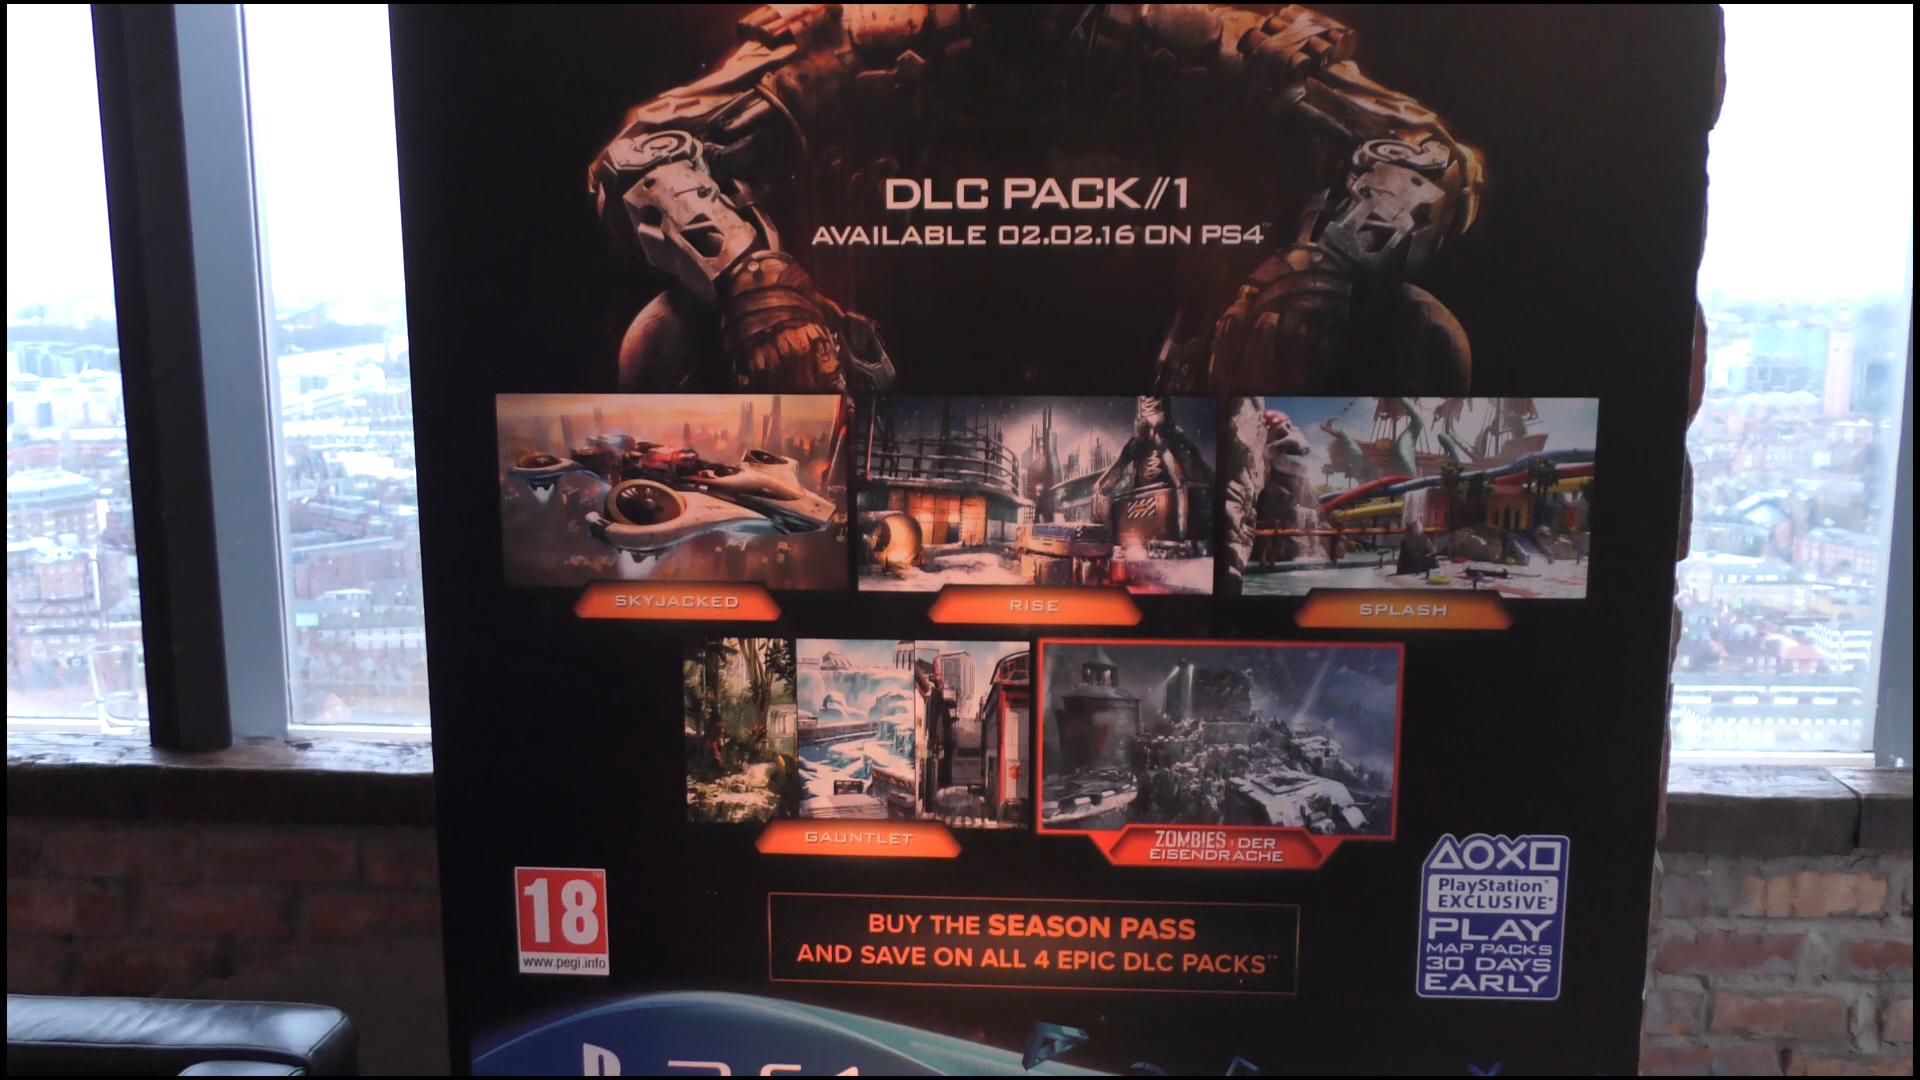 DLC PACK//1
AVAILABLE 02.02.16 ON PS4™
SKYJACKED
RISE
SPLASH
GAUNTLET
ZOMBIES: DER
EISENDRACHE
18
www.pegi.info
BUY THE SEASON PASS
AND SAVE ON ALL 4 EPIC DLC PACKS**
PlayStation®
EXCLUSIVE*
PLAY
MAP PACKS
30 DAYS
EARLY
PS4